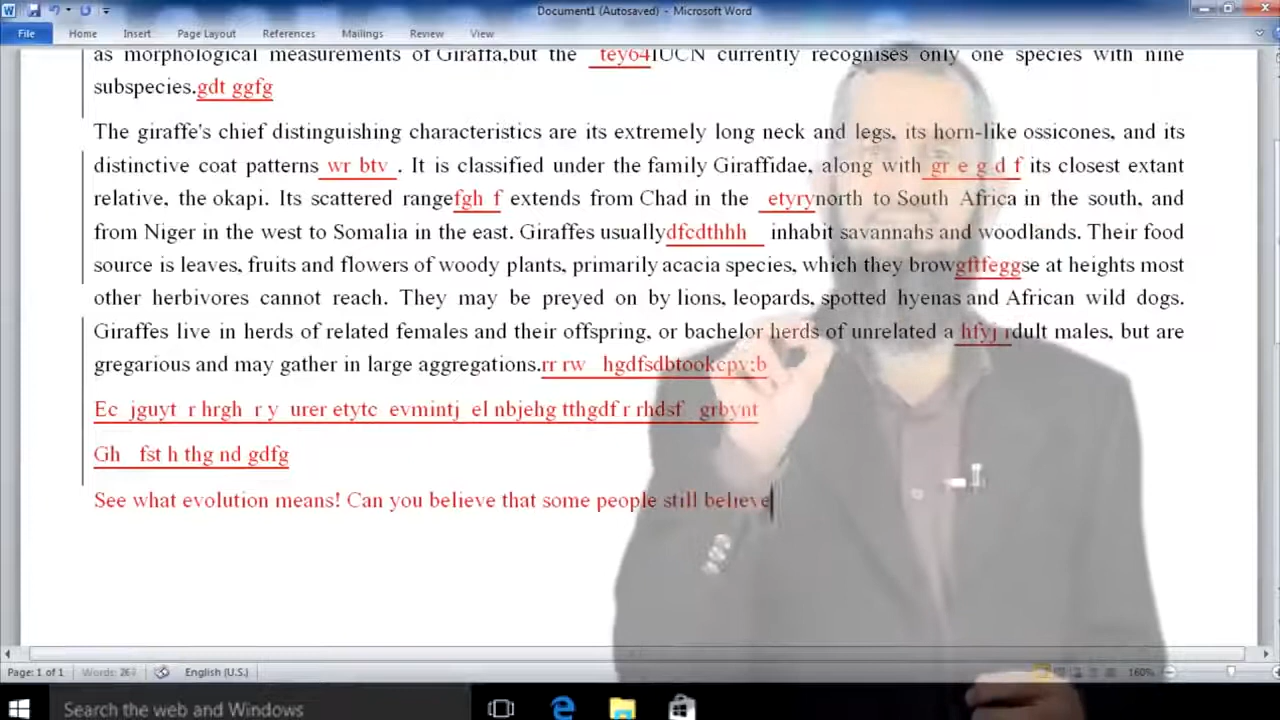 Document1 (Autosaved) - Microsoft Word
File Home Insert Page Layout References Mailings Review View
as morphological measurements of Giraffa.but the tey64IUCN currently recognises only one species with nine
subspecies.gdt ggfg
The giraffe's chief distinguishing characteristics are its extremely long neck and legs, its horn-like ossicones, and its
distinctive coat patterns wr btv . It is classified under the family Giraffidae, along with gr e g d f its closest extant
relative, the okapi. Its scattered rangefgh f extends from Chad in the etyrynorth to South Africa in the south, and
from Niger in the west to Somalia in the east. Giraffes usuallydfcdthhh inhabit savannahs and woodlands. Their food
source is leaves, fruits and flowers of woody plants, primarily acacia species, which they browgftfeggse at heights most
other herbivores cannot reach. They may be preyed on by lions, leopards, spotted hyenas and African wild dogs.
Giraffes live in herds of related females and their offspring, or bachelor herds of unrelated a hfyj rdult males, but are
gregarious and may gather in large aggregations.rr rw hgdfsdbtookcpy;b
Ec jguyt r hrgh r y urer etytc evmintj el nbjehg tthgdf r rhdsf grbynt
Gh fst h thg nd gdfg
See what evolution means! Can you believe that some people still believe
Page: 1 of 1 Words: 267 English (U.S.) 160%
Search the web and Windows